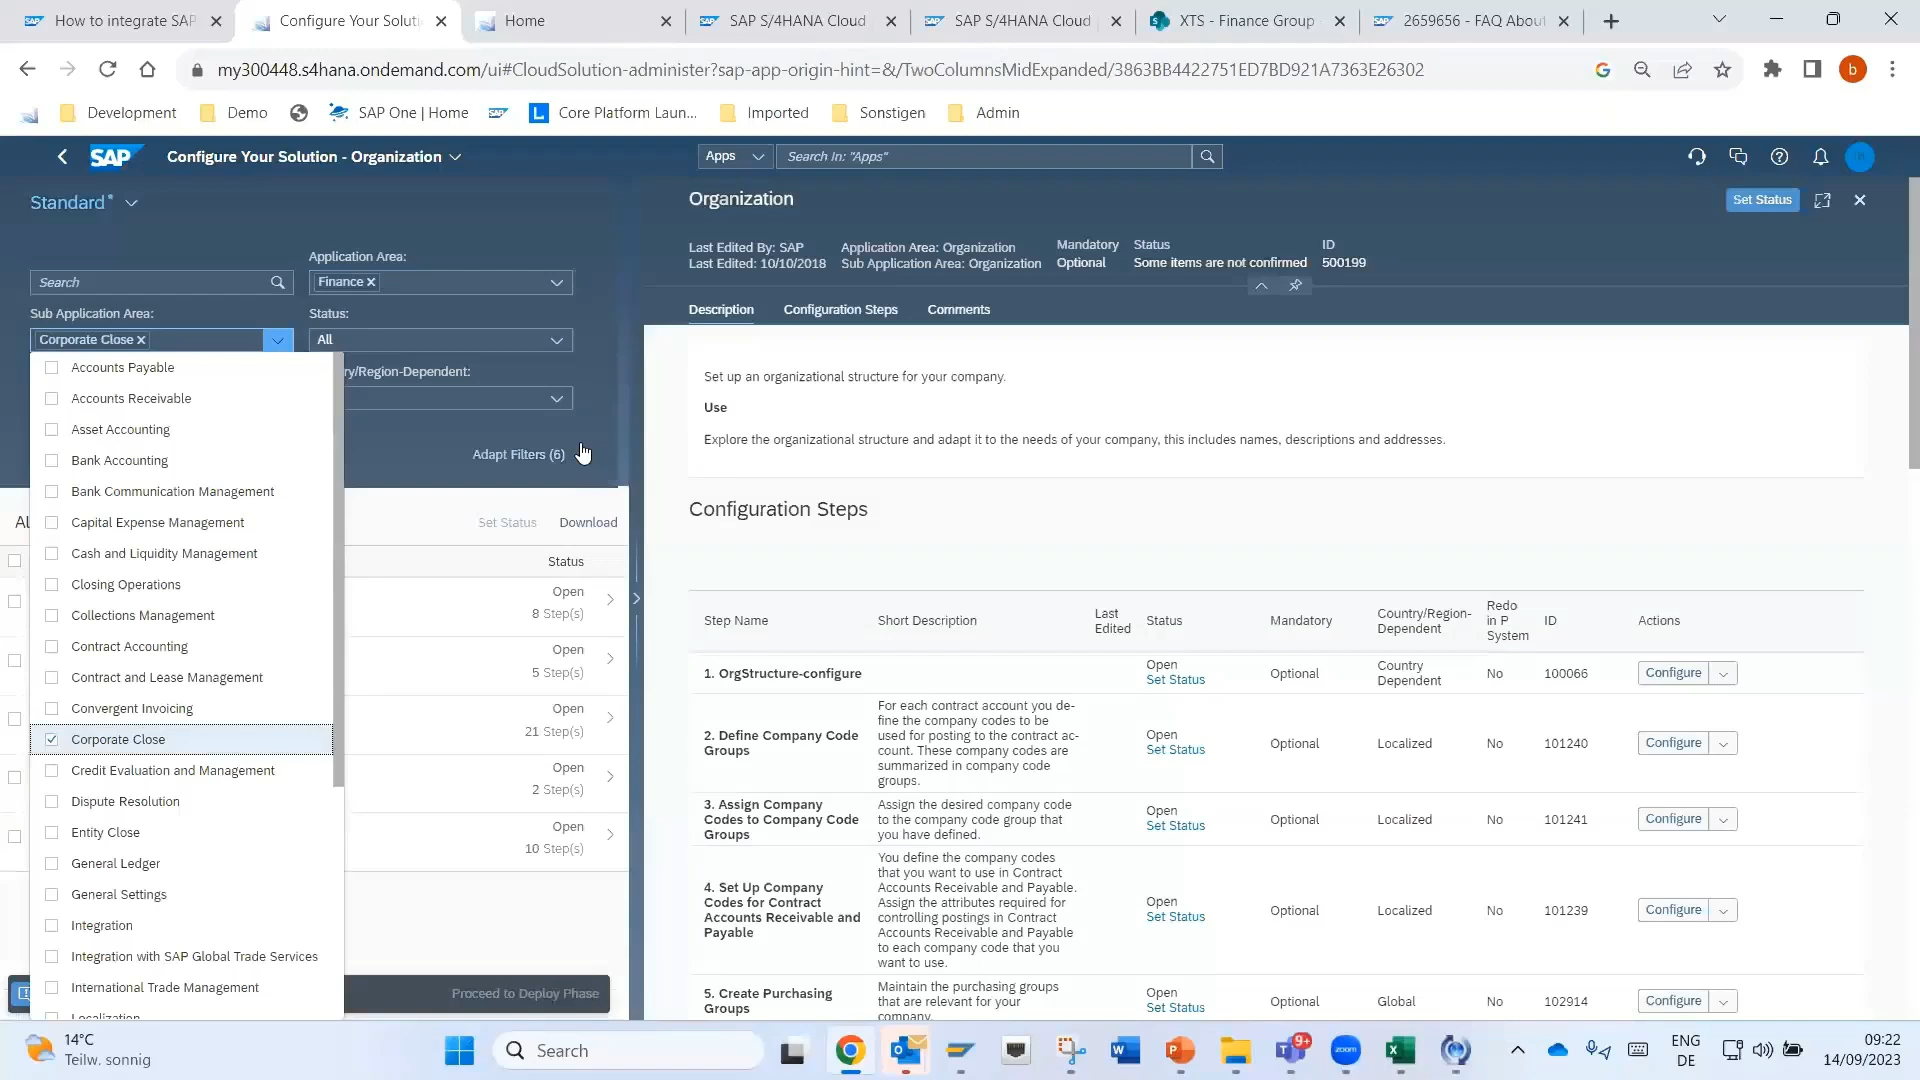 How to integrate SAP
Configure Your Soluti
Home
SAP S/4HANA Cloud
SAP S/4HANA Cloud
XTS - Finance Group
2659656 - FAQ Abou
my300448.s4hana.ondemand.com/ui#CloudSolution-administer?sap-app-origin-hint=&/TwoColumnsMidExpanded/3863BB4422751ED7BD921A7363E26302
b
Development
Demo
SAP One | Home
Core Platform Laun...
Imported
Sonstigen
Admin
SAP
Configure Your Solution - Organization
Apps
Search In: "Apps"
Standard*
Organization
Set Status
Last Edited By: SAP
Last Edited: 10/10/2018
Application Area: Organization
Sub Application Area: Organization
Mandatory
Optional
Status
Some items are not confirmed
ID
500199
Description
Configuration Steps
Comments
Search
Application Area:
Finance
Sub Application Area:
Corporate Close
Status:
All
ry/Region-Dependent:
Adapt Filters (6)
Accounts Payable
Accounts Receivable
Asset Accounting
Bank Accounting
Bank Communication Management
Capital Expense Management
Cash and Liquidity Management
Closing Operations
Collections Management
Contract Accounting
Contract and Lease Management
Convergent Invoicing
Corporate Close
Credit Evaluation and Management
Dispute Resolution
Entity Close
General Ledger
General Settings
Integration
Integration with SAP Global Trade Services
International Trade Management
Localization
Al
Set Status
Download
Status
Open
8 Step(s)
Open
5 Step(s)
Open
21 Step(s)
Open
2 Step(s)
Open
10 Step(s)
Proceed to Deploy Phase
Set up an organizational structure for your company.
Use
Explore the organizational structure and adapt it to the needs of your company, this includes names, descriptions and addresses.
Configuration Steps
Step Name
Short Description
Last
Edited
Status
Mandatory
Country/Region-
Dependent
Redo
in P
System
ID
Actions
1. OrgStructure-configure
Open
Set Status
Optional
Country
Dependent
No
100066
Configure
2. Define Company Code
Groups
For each contract account you de-
fine the company codes to be
used for posting to the contract ac-
count. These company codes are
summarized in company code
groups.
Open
Set Status
Optional
Localized
No
101240
Configure
3. Assign Company
Codes to Company Code
Groups
Assign the desired company code
to the company code group that
you have defined.
Open
Set Status
Optional
Localized
No
101241
Configure
4. Set Up Company
Codes for Contract
Accounts Receivable and
Payable
You define the company codes
that you want to use in Contract
Accounts Receivable and Payable.
Assign the attributes required for
controlling postings in Contract
Accounts Receivable and Payable
to each company code that you
want to use.
Open
Set Status
Optional
Localized
No
101239
Configure
5. Create Purchasing
Groups
Maintain the purchasing groups
that are relevant for your
company.
Open
Set Status
Optional
Global
No
102914
Configure
14°C
Teilw. sonnig
Search
9+
zoom
ENG
DE
09:22
14/09/2023